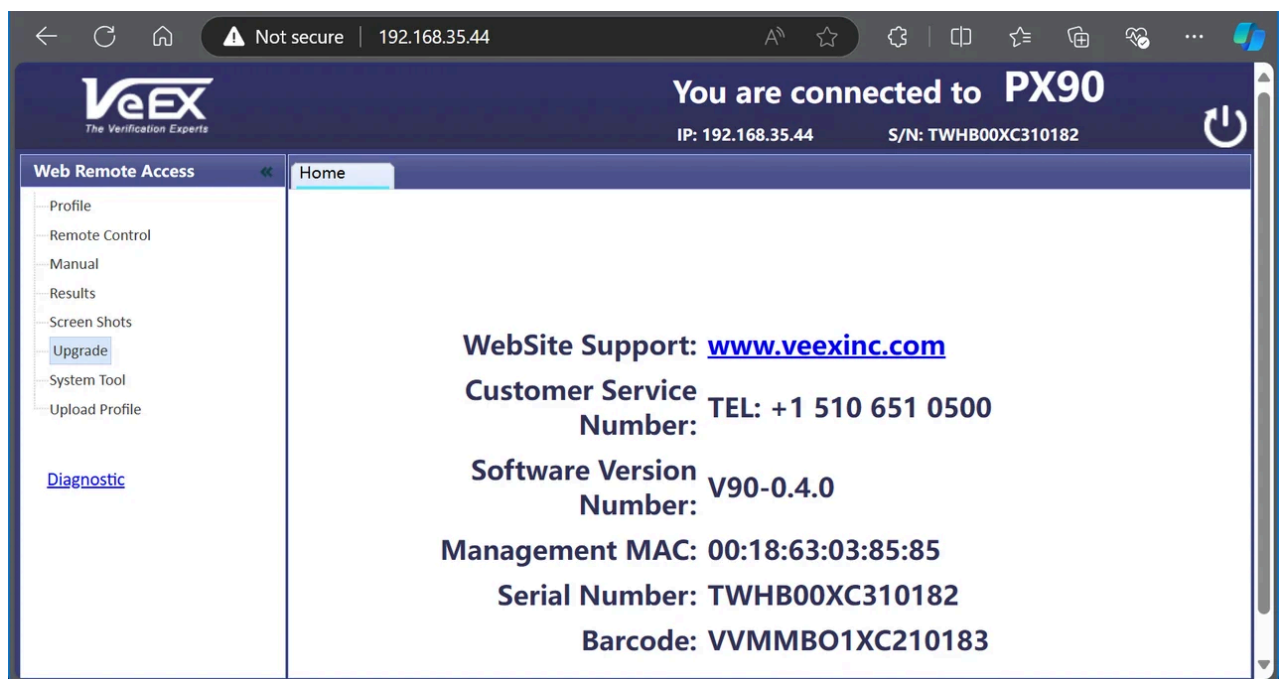 Not secure | 192.168.35.44
VeEX
The Verification Experts
You are connected to PX90
IP: 192.168.35.44 S/N: TWHB00XC310182
Web Remote Access «
Home
Profile
Remote Control
Manual
Results
Screen Shots
Upgrade
System Tool
Upload Profile
Diagnostic
WebSite Support: www.veexinc.com
Customer Service
Number: TEL: +1 510 651 0500
Software Version
Number: V90-0.4.0
Management MAC: 00:18:63:03:85:85
Serial Number: TWHB00XC310182
Barcode: VVMMBO1XC210183